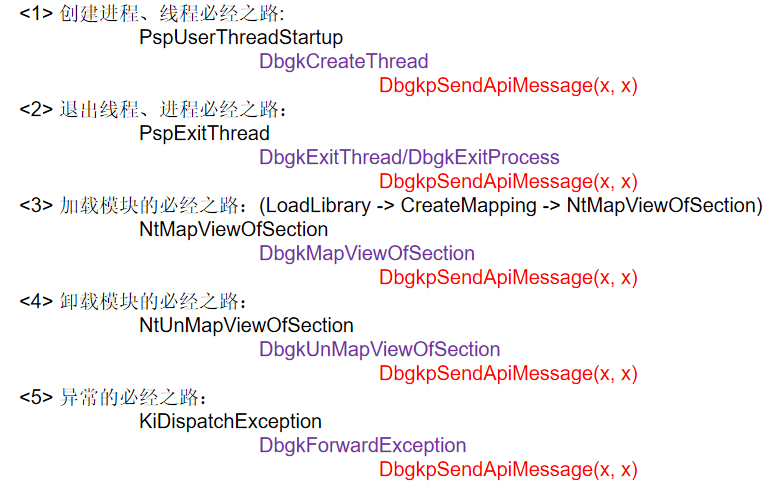 <1> 创建进程、线程必经之路:
PspUserThreadStartup
DbgkCreateThread
DbgkpSendApiMessage(x, x)
<2> 退出线程、进程必经之路：
PspExitThread
DbgkExitThread/DbgkExitProcess
DbgkpSendApiMessage(x, x)
<3> 加载模块的必经之路：(LoadLibrary -> CreateMapping -> NtMapViewOfSection)
NtMapViewOfSection
DbgkMapViewOfSection
DbgkpSendApiMessage(x, x)
<4> 卸载模块的必经之路：
NtUnMapViewOfSection
DbgkUnMapViewOfSection
DbgkpSendApiMessage(x, x)
<5> 异常的必经之路：
KiDispatchException
DbgkForwardException
DbgkpSendApiMessage(x, x)